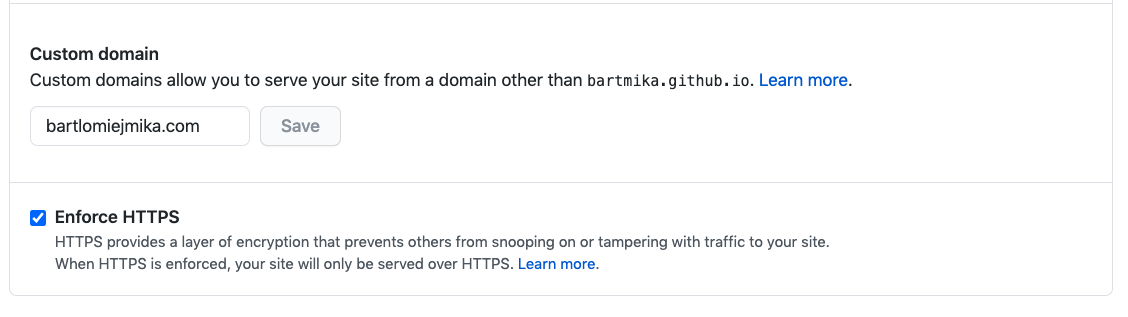 Custom domain
Custom domains allow you to serve your site from a domain other than bartmika.github.io. Learn more.
bartlomiejmika.com Save
Enforce HTTPS
HTTPS provides a layer of encryption that prevents others from snooping on or tampering with traffic to your site.
When HTTPS is enforced, your site will only be served over HTTPS. Learn more.